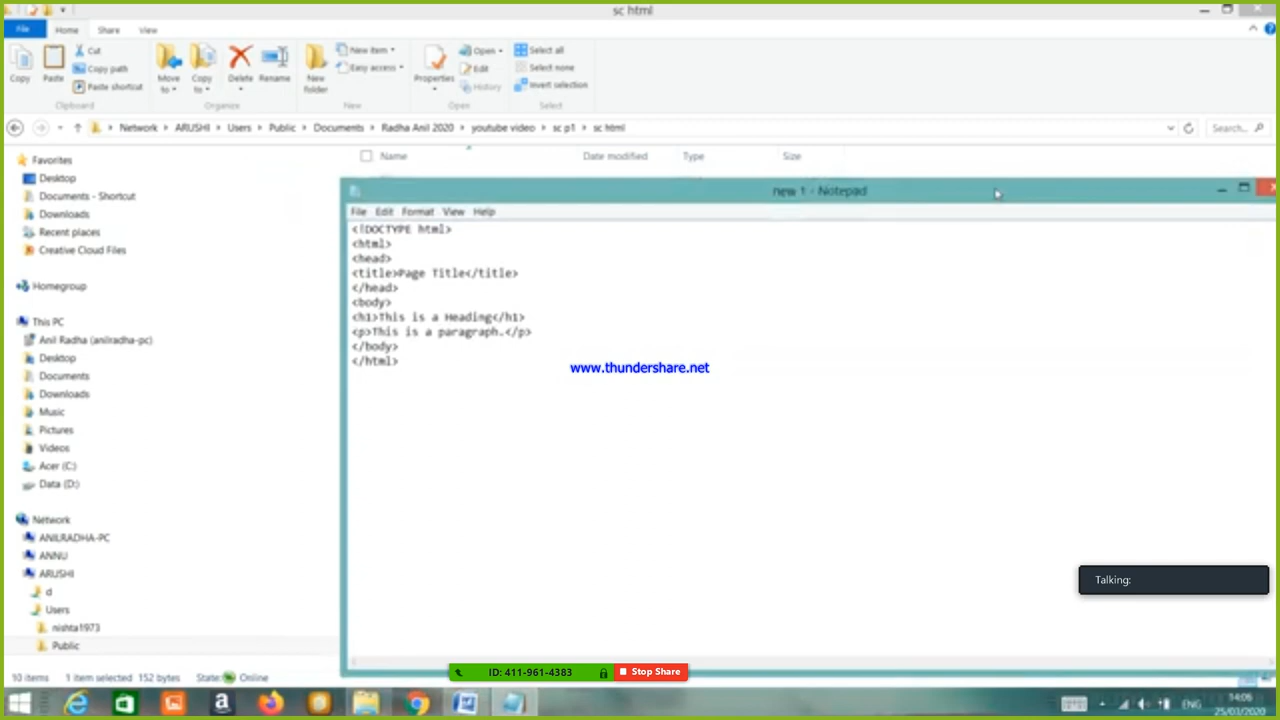 sc html
File Home Share View
Copy
Paste
Cut
Copy path
Paste shortcut
Clipboard
Move to
Copy to
Delete
Rename
Organize
New folder
New item
Easy access
New
Properties
Open
Edit
History
Open
Select all
Select none
Invert selection
Select
Network ARUSHI Users Public Documents Radha Anil 2020 youtube video sc p1 sc html
Search...
Favorites
Desktop
Documents - Shortcut
Downloads
Recent places
Creative Cloud Files
Homegroup
This PC
Anil Radha (anilradha-pc)
Desktop
Documents
Downloads
Music
Pictures
Videos
Acer (C:)
Data (D:)
Network
ANILRADHA-PC
ANNU
ARUSHI
d
Users
nishta1973
Public
Name Date modified Type Size
new 1 - Notepad
File Edit Format View Help
<!DOCTYPE html>
<html>
<head>
<title>Page Title</title>
</head>
<body>
<h1>This is a Heading</h1>
<p>This is a paragraph.</p>
</body>
</html>
www.thundershare.net
Talking:
10 items 1 item selected 152 bytes State: Online
ID: 411-961-4383 Stop Share
ENG
14:06
25/03/2020